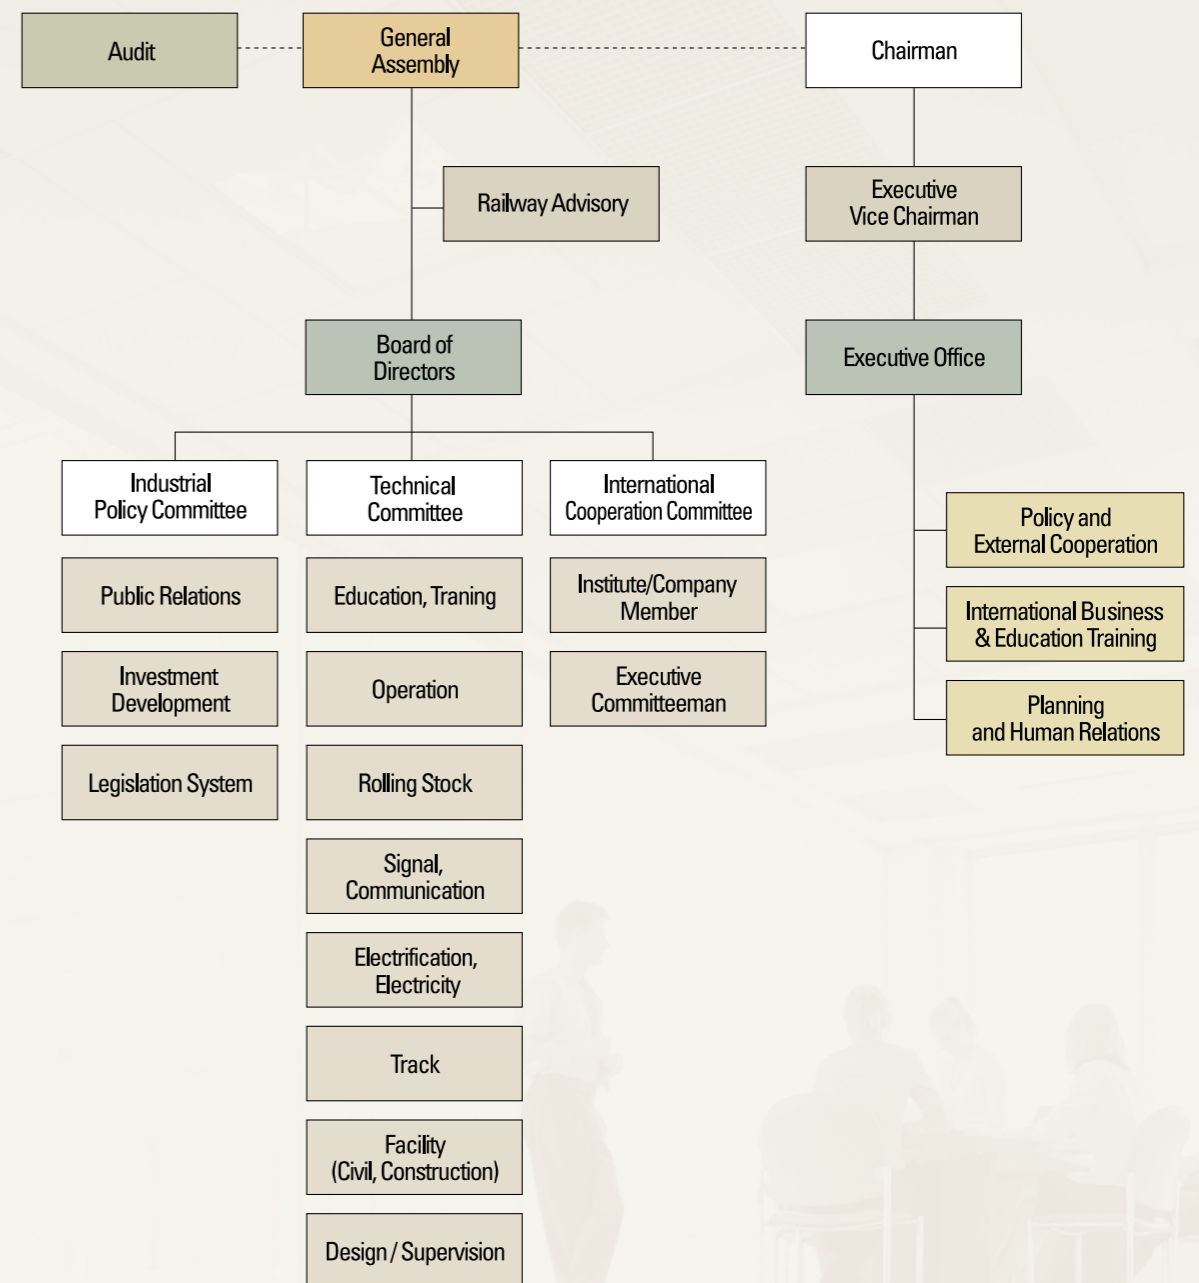 Audit
General
Assembly
Chairman
Railway Advisory
Executive
Vice Chairman
Board of
Directors
Executive Office
Industrial
Policy Committee
Technical
Committee
International
Cooperation Committee
Public Relations
Education, Traning
Institute/Company
Member
Investment
Development
Operation
Executive
Committeeman
Legislation System
Rolling Stock
Signal,
Communication
Electrification,
Electricity
Track
Facility
(Civil, Construction)
Design / Supervision
Policy and
External Cooperation
International Business
& Education Training
Planning
and Human Relations